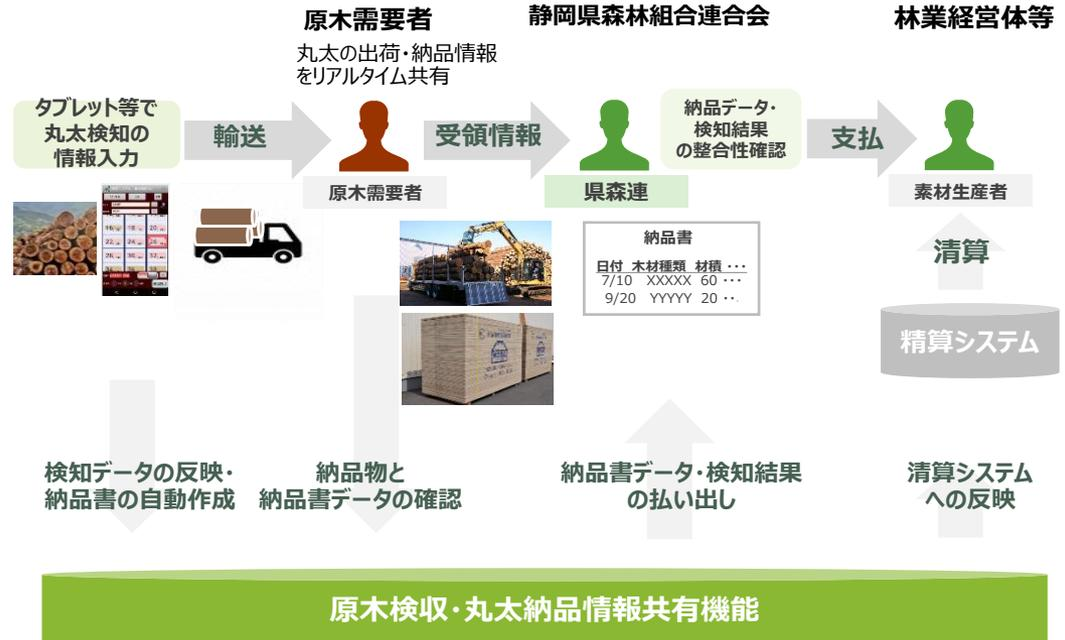 原木需要者
静岡県森林組合連合会
林業経営体等
丸太の出荷・納品情報
をリアルタイム共有
タブレット等で
丸太検知の
情報入力
輸送
受領情報
納品データ・
検知結果
の整合性確認
支払
原木需要者
県森連
素材生産者
納品書
日付 木材種類 材積 ・・・
7/10 XXXXX 60 ・・・
9/20 YYYYY 20 ・・.
清算
精算システム
検知データの反映・
納品書の自動作成
納品物と
納品書データの確認
納品書データ・検知結果
の払い出し
清算システム
への反映
原木検収・丸太納品情報共有機能